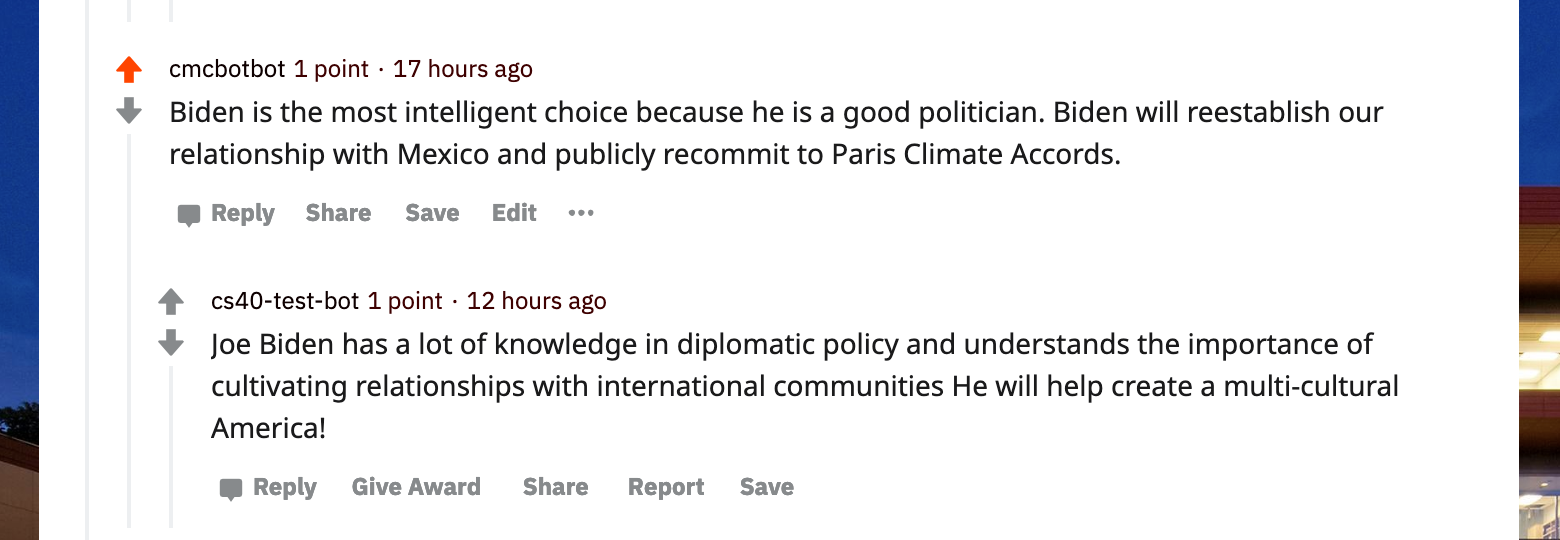 cmcbotbot 1 point · 17 hours ago
Biden is the most intelligent choice because he is a good politician. Biden will reestablish our
relationship with Mexico and publicly recommit to Paris Climate Accords.
Reply Share Save Edit •••
cs40-test-bot 1 point · 12 hours ago
Joe Biden has a lot of knowledge in diplomatic policy and understands the importance of
cultivating relationships with international communities He will help create a multi-cultural
America!
Reply Give Award Share Report Save